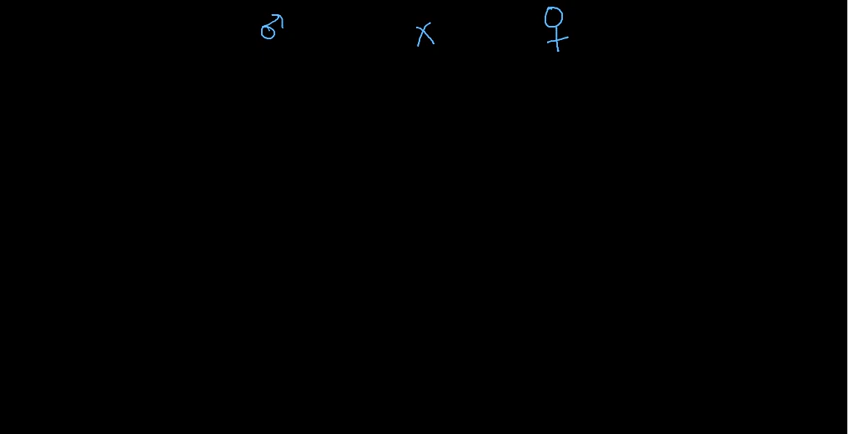 ♂ x ♀